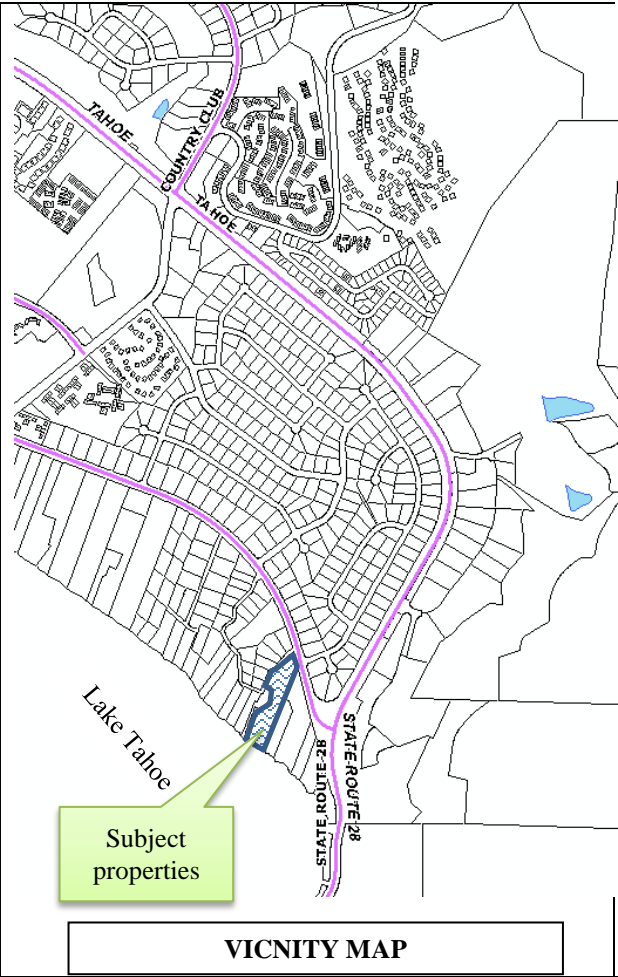 TAHOE
COUNTRY CLUB
TAHOE
Lake Tahoe
STATE ROUTE 28
STATE ROUTE 28
Subject
properties
VICNITY MAP